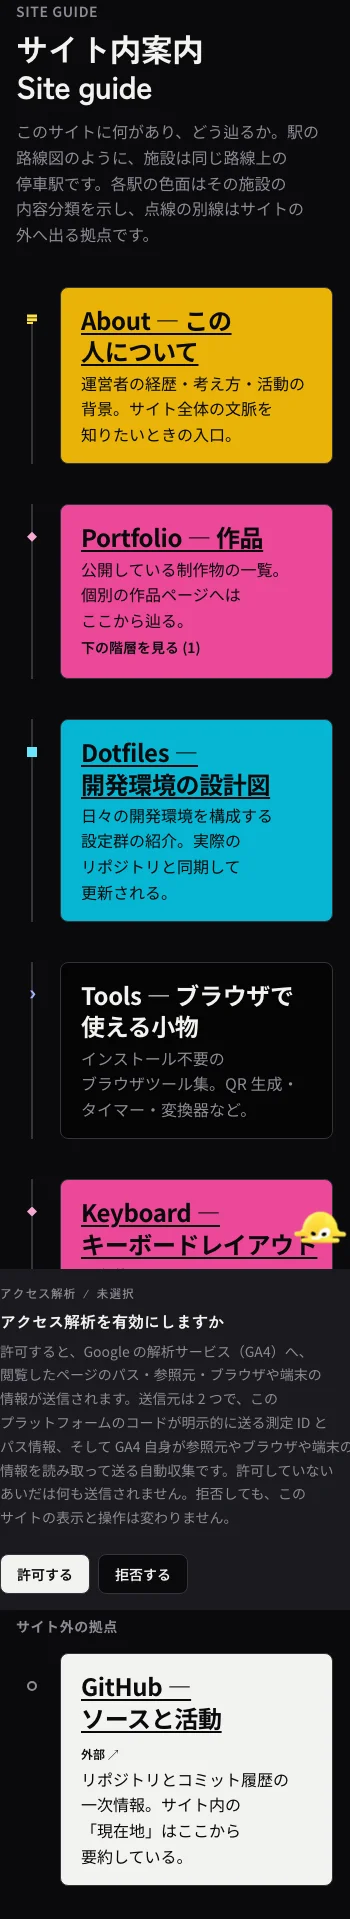 SITE GUIDE
サイト内案内
Site guide
このサイトに何があり、どう辿るか。駅の
路線図のように、施設は同じ路線上の
停車駅です。各駅の色面はその施設の
内容分類を示し、点線の別線はサイトの
外へ出る拠点です。
About — この
人について
運営者の経歴・考え方・活動の
背景。サイト全体の文脈を
知りたいときの入口。
Portfolio — 作品
公開している制作物の一覧。
個別の作品ページへは
ここから辿る。
下の階層を見る (1)
Dotfiles —
開発環境の設計図
日々の開発環境を構成する
設定群の紹介。実際の
リポジトリと同期して
更新される。
Tools — ブラウザで
使える小物
インストール不要の
ブラウザツール集。QR 生成・
タイマー・変換器など。
Keyboard —
キーボードレイアウト
アクセス解析 / 未選択
アクセス解析を有効にしますか
許可すると、Google の解析サービス（GA4）へ、
閲覧したページのパス・参照元・ブラウザや端末の
情報が送信されます。送信元は 2 つで、この
プラットフォームのコードが明示的に送る測定 ID と
パス情報、そして GA4 自身が参照元やブラウザや端末の
情報を読み取って送る自動収集です。許可していない
あいだは何も送信されません。拒否しても、この
サイトの表示と操作は変わりません。
許可する
拒否する
サイト外の拠点
GitHub —
ソースと活動
外部 ↗
リポジトリとコミット履歴の
一次情報。サイト内の
「現在地」はここから
要約している。